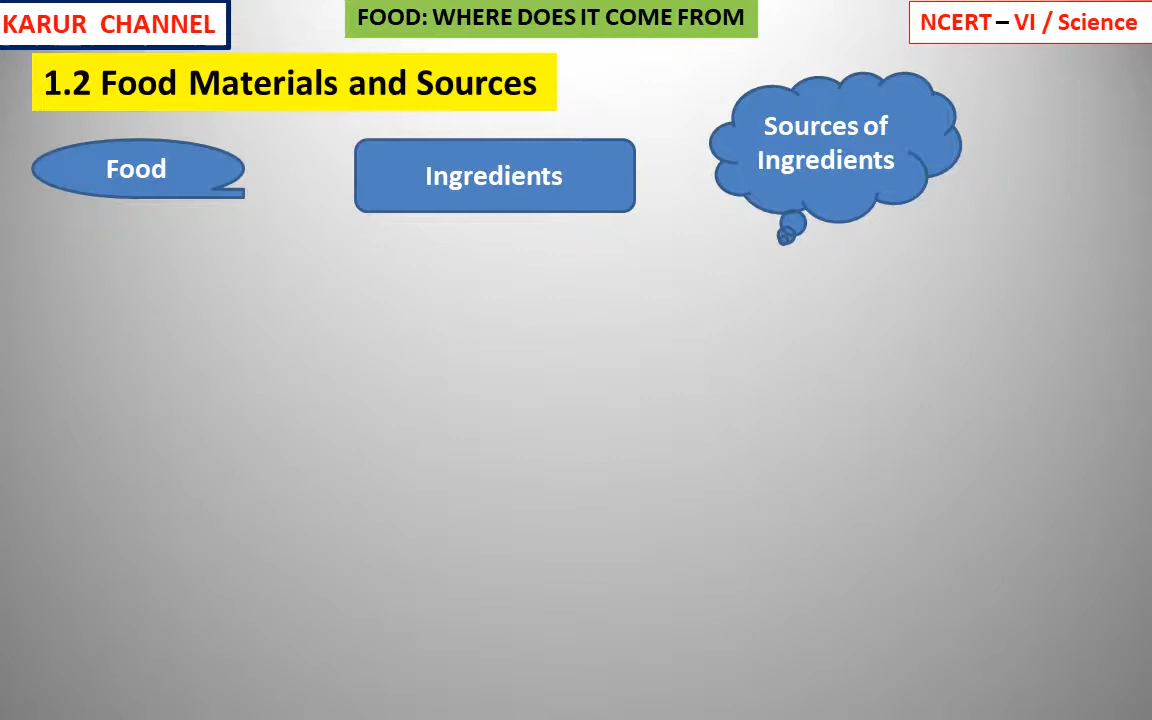 KARUR CHANNEL
FOOD: WHERE DOES IT COME FROM
NCERT – VI / Science
1.2 Food Materials and Sources
Food
Ingredients
Sources of
Ingredients